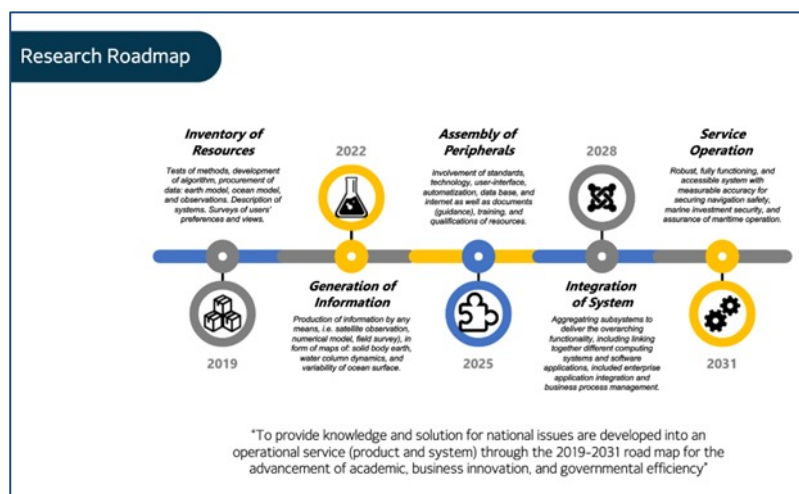 Research Roadmap
Inventory of
Resources
Tests of methods, development
of algorithm, procurement of
data: earth model, ocean model,
and observations. Description of
systems. Surveys of users'
preferences and views.
2019
2022
Generation of
Information
Production of information by any
means, i.e. satellite observation,
numerical model, field survey), in
form of maps of: solid body earth,
water column dynamics, and
variability of ocean surface.
Assembly of
Peripherals
Involvement of standards,
technology, user-interface,
automatization, data base, and
internet as well as documents
(guidance), training, and
qualifications of resources.
2025
2028
Integration
of System
Aggregatring subsystems to
deliver the overarching
functionality, including linking
together different computing
systems and software
applications, included enterprise
application integration and
business process management.
Service
Operation
Robust, fully functioning, and
accessible system with
measurable accuracy for
securing navigation safety,
marine investment security, and
assurance of maritime operation.
2031
"To provide knowledge and solution for national issues are developed into an
operational service (product and system) through the 2019-2031 road map for the
advancement of academic, business innovation, and governmental efficiency"